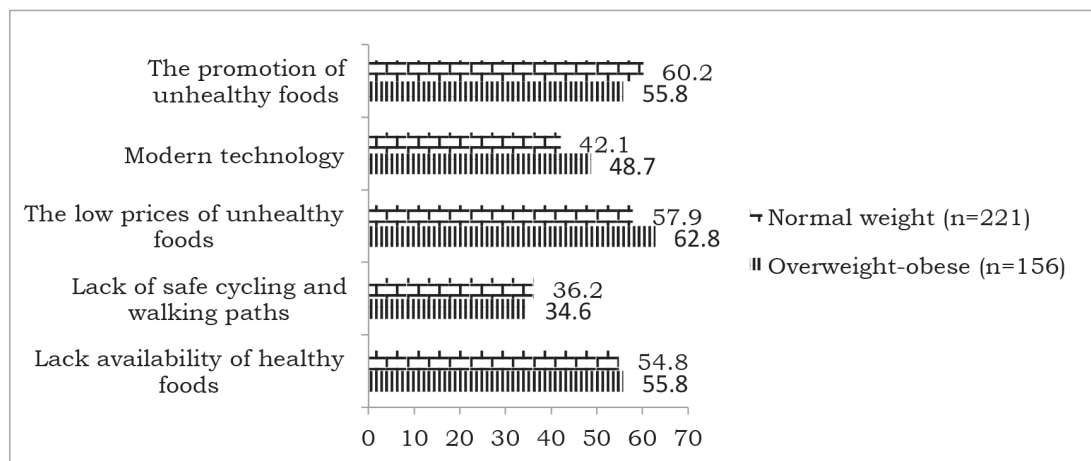 The promotion of
unhealthy foods
60.2
55.8
Modern technology
42.1
48.7
The low prices of unhealthy
foods
57.9
62.8
Lack of safe cycling and
walking paths
36.2
34.6
Lack availability of healthy
foods
54.8
55.8
0 10 20 30 40 50 60 70
Normal weight (n=221)
Overweight-obese (n=156)